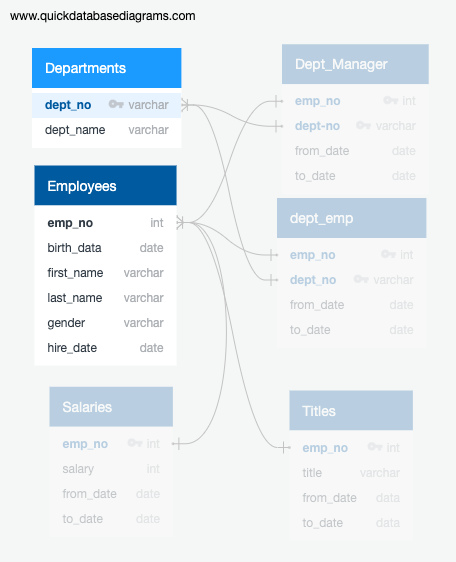 www.quickdatabasediagrams.com
Departments
dept_no varchar
dept_name varchar
Employees
emp_no int
birth_data date
first_name varchar
last_name varchar
gender varchar
hire_date date
Salaries
emp_no int
salary int
from_date date
to_date date
Dept_Manager
emp_no int
dept-no varchar
from_date date
to_date date
dept_emp
emp_no int
dept_no varchar
from_date date
to_date date
Titles
emp_no int
title varchar
from_date data
to_date data